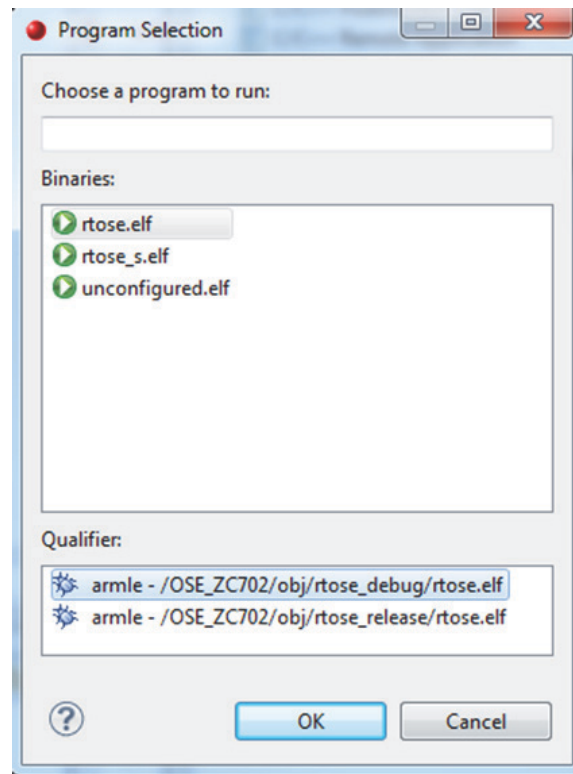 Program Selection
Choose a program to run:
Binaries:
rtose.elf
rtose_s.elf
unconfigured.elf
Qualifier:
armle - /OSE_ZC702/obj/rtose_debug/rtose.elf
armle - /OSE_ZC702/obj/rtose_release/rtose.elf
?
OK
Cancel